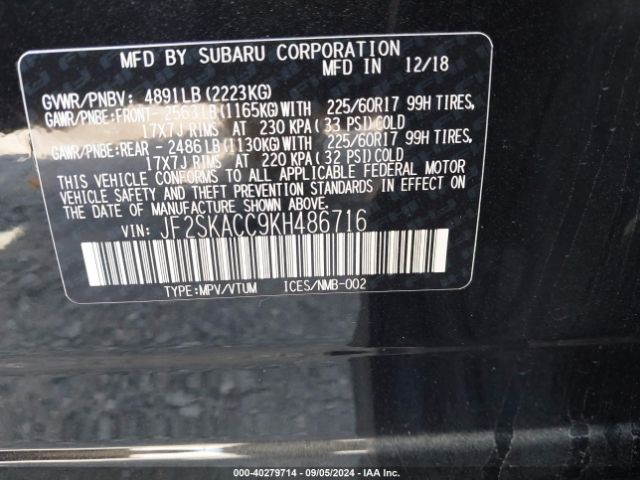 MFD BY SUBARU CORPORATION
MFD IN 12/18
GVWR/PNBV: 4891LB (2223KG)
GAWR/PNBE:FRONT- 2563LB(1165KG)WITH 225/60R17 99H TIRES,
17X7J RIMS AT 230 KPA(33 PSI)COLD
GAWR/PNBE:REAR - 2486LB(1130KG)WITH 225/60R17 99H TIRES,
17X7J RIMS AT 220 KPA(32 PSI)COLD
THIS VEHICLE CONFORMS TO ALL APPLICABLE FEDERAL MOTOR
VEHICLE SAFETY AND THEFT PREVENTION STANDARDS IN EFFECT
ON THE DATE OF MANUFACTURE SHOWN ABOVE.
VIN: JF2SKACC9KH486716
TYPE:MPV/VTUM ICES/NMB-002
000-40279714 - 09/05/2024 - IAA Inc.